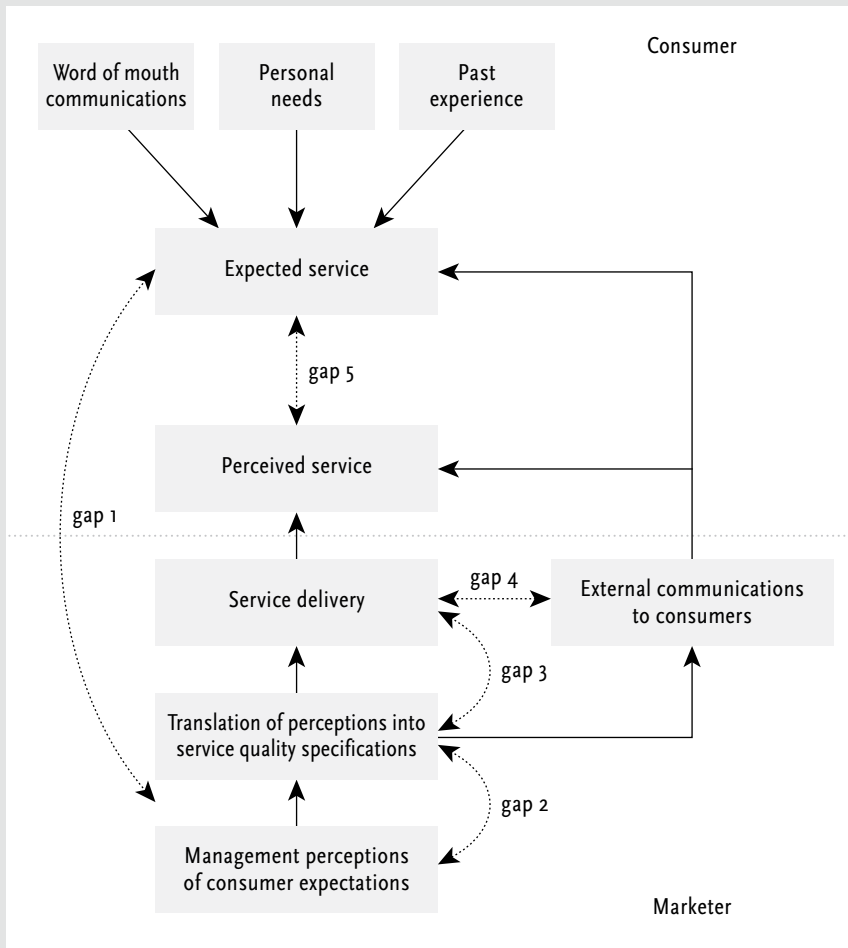 Consumer
Word of mouth
communications
Personal
needs
Past
experience
Expected service
gap 5
Perceived service
gap 1
Service delivery
gap 4
External communications
to consumers
gap 3
Translation of perceptions into
service quality specifications
gap 2
Management perceptions
of consumer expectations
Marketer